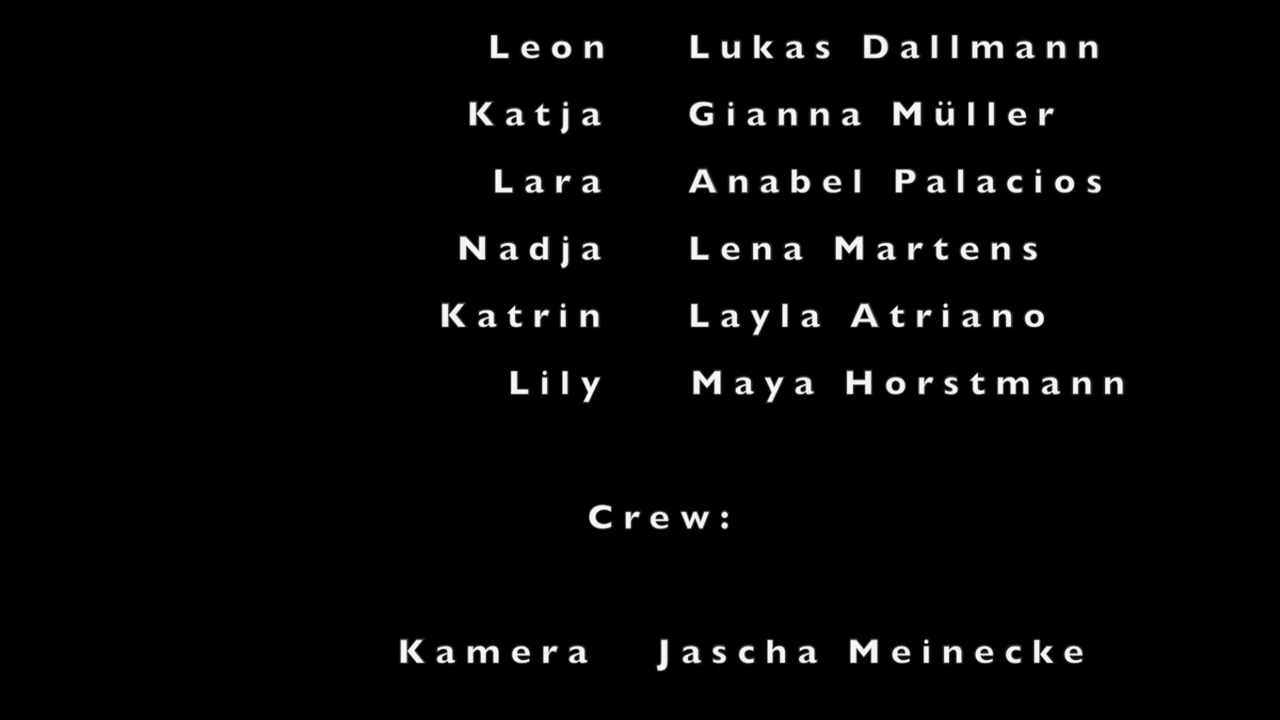 Leon Lukas Dallmann
Katja Gianna Müller
Lara Anabel Palacios
Nadja Lena Martens
Katrin Layla Atriano
Lily Maya Horstmann
Crew:
Kamera Jascha Meinecke